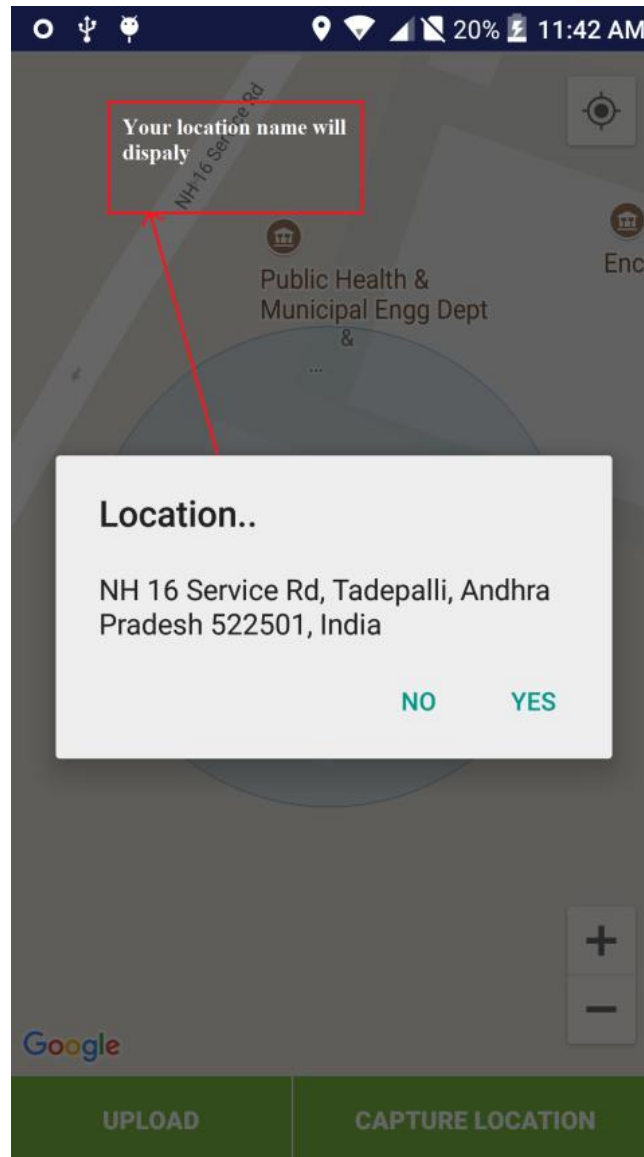 20% 11:42 AM
Your location name will
dispaly
NH 16 Service Rd
Public Health &
Municipal Engg Dept
&
...
Enc
Location..
NH 16 Service Rd, Tadepalli, Andhra
Pradesh 522501, India
NO YES
+
−
Google
UPLOAD CAPTURE LOCATION